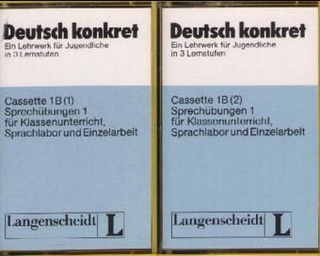 Deutsch konkret
Ein Lehrwerk für Jugendliche
in 3 Lernstufen
Cassette 1B (1)
Sprechübungen 1
für Klassenunterricht,
Sprachlabor und Einzelarbeit
Langenscheidt L
Deutsch konkret
Ein Lehrwerk für Jugendliche
in 3 Lernstufen
Cassette 1B (2)
Sprechübungen 1
für Klassenunterricht,
Sprachlabor und Einzelarbeit
Langenscheidt L